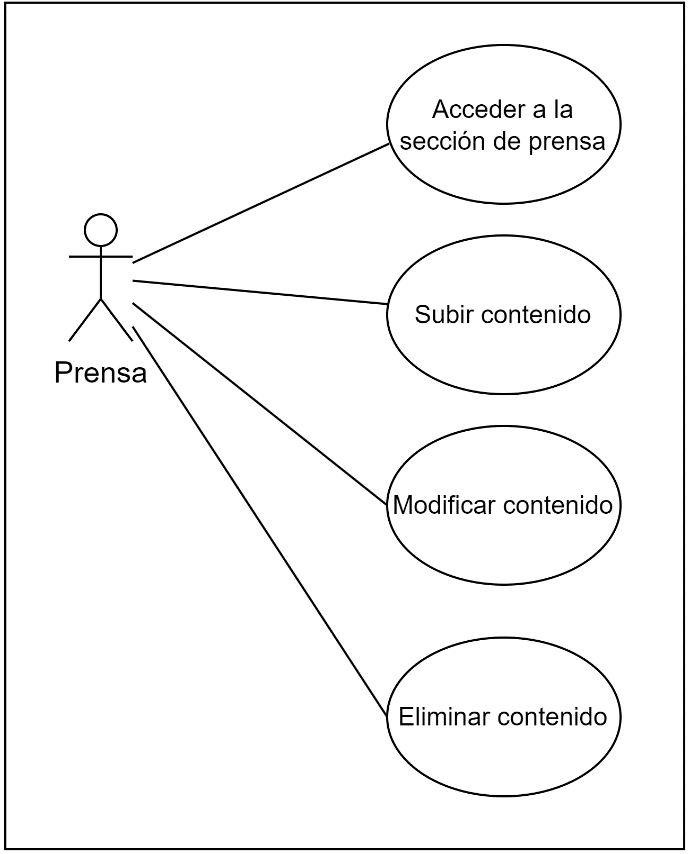 Acceder a la
sección de prensa
Subir contenido
Prensa
Modificar contenido
Eliminar contenido